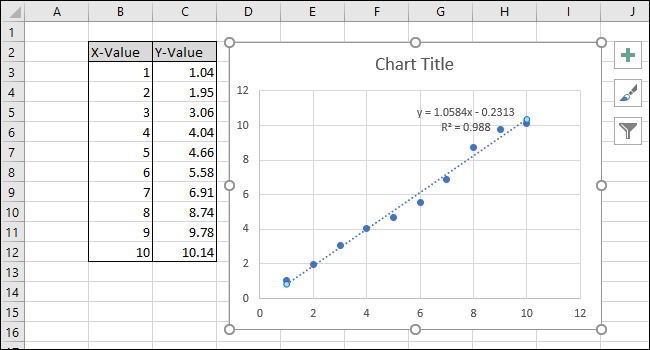 A B C D E F G H I J
1
2 X-Value Y-Value
3 1 1.04
4 2 1.95
5 3 3.06
6 4 4.04
7 5 4.66
8 6 5.58
9 7 6.91
10 8 8.74
11 9 9.78
12 10 10.14
13
14
15
16
Chart Title
12
10
8
6
4
2
0
y = 1.0584x - 0.2313
R² = 0.988
0 2 4 6 8 10 12